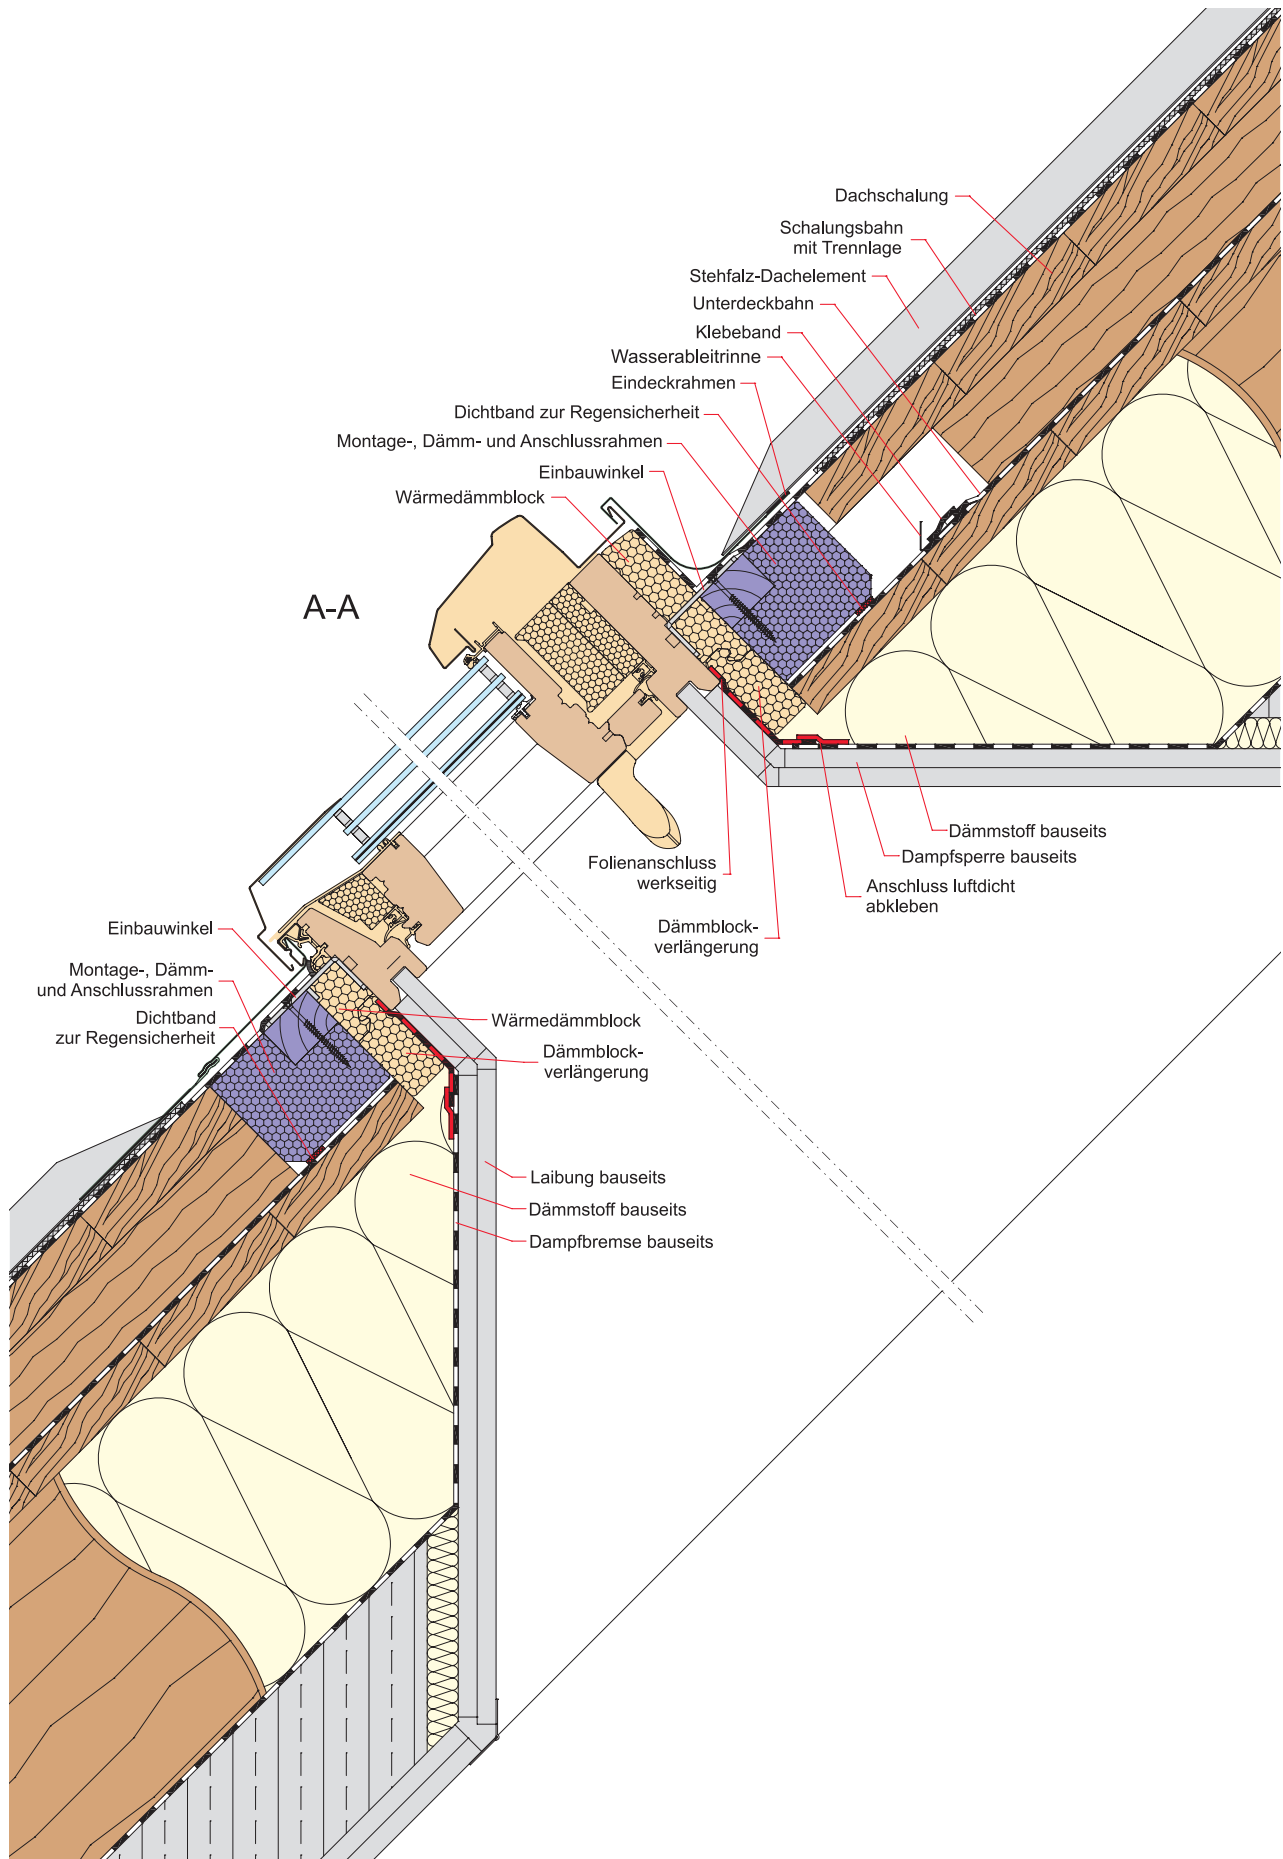 Dachschalung
Schalungsbahn
mit Trennlage
Stehfalz-Dachelement
Unterdeckbahn
Klebeband
Wasserableitrinne
Eindeckrahmen
Dichtband zur Regensicherheit
Montage-, Dämm- und Anschlussrahmen
Einbauwinkel
Wärmedämmblock
A-A
Dämmstoff bauseits
Dampfsperre bauseits
Anschluss luftdicht
abkleben
Folienanschluss
werkseitig
Dämmblock-
verlängerung
Einbauwinkel
Montage-, Dämm-
und Anschlussrahmen
Dichtband
zur Regensicherheit
Wärmedämmblock
Dämmblock-
verlängerung
Laibung bauseits
Dämmstoff bauseits
Dampfbremse bauseits